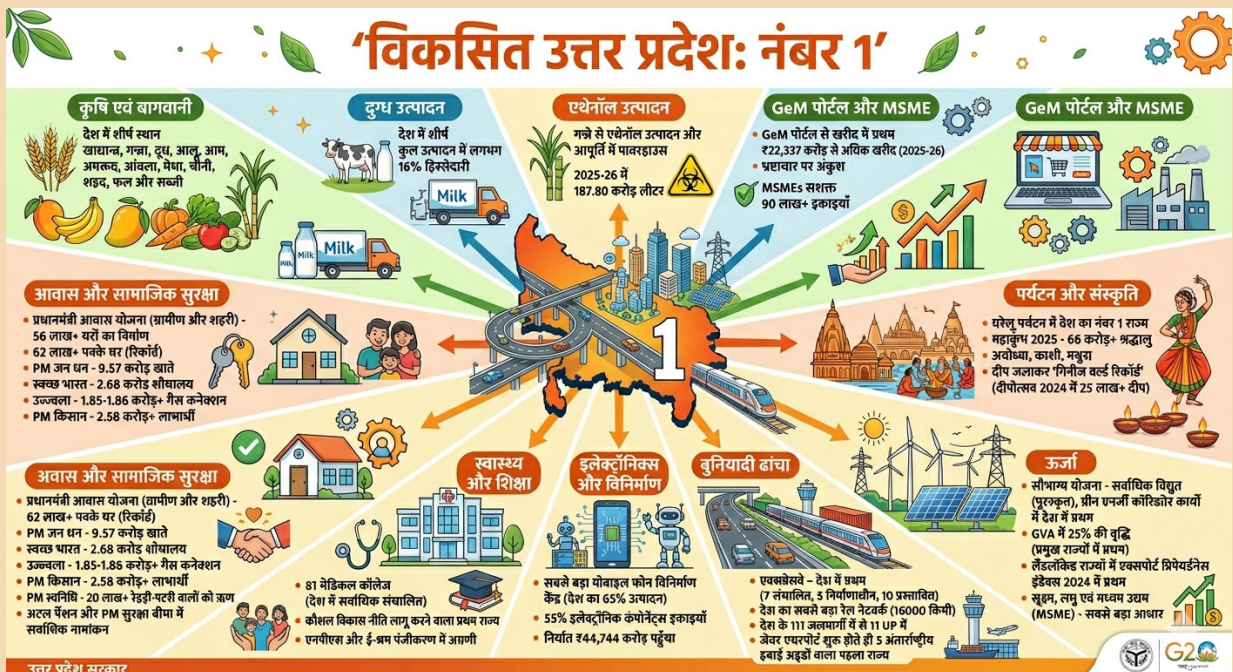 'विकसित उत्तर प्रदेश: नंबर 1'
कृषि एवं बागवानी
देश में शीर्ष स्थान
खाद्यान्न, गन्ना, दूध, आलू, आम,
अमरूद, आंवला, मेंथा, चीनी,
शहद, फल और सब्जी
दुग्ध उत्पादन
देश में शीर्ष
कुल उत्पादन में लगभग
16% हिस्सेदारी
Milk
Milk
Milk
Milk
एथेनॉल उत्पादन
गन्ने से एथेनॉल उत्पादन और
आपूर्ति में पावरहाउस
2025-26 में
187.80 करोड़ लीटर
GeM पोर्टल और MSME
GeM पोर्टल से खरीद में प्रथम
₹22,337 करोड़ से अधिक खरीद (2025-26)
भ्रष्टाचार पर अंकुश
MSMEs सशक्त
90 लाख+ इकाइयाँ
GeM पोर्टल और MSME
आवास और सामाजिक सुरक्षा
प्रधानमंत्री आवास योजना (ग्रामीण और शहरी) -
56 लाख+ घरों का निर्माण
62 लाख+ पक्के घर (रिकॉर्ड)
PM जन धन - 9.57 करोड़ खाते
स्वच्छ भारत - 2.68 करोड़ शौचालय
उज्ज्वला - 1.85-1.86 करोड़+ गैस कनेक्शन
PM किसान - 2.58 करोड़+ लाभार्थी
1
पर्यटन और संस्कृति
घरेलू पर्यटन में देश का नंबर 1 राज्य
महाकुंभ 2025 - 66 करोड़+ श्रद्धालु
अयोध्या, काशी, मथुरा
दीप जलाकर 'गिनीज वर्ल्ड रिकॉर्ड'
(दीपोत्सव 2024 में 25 लाख+ दीप)
अवास और सामाजिक सुरक्षा
प्रधानमंत्री आवास योजना (ग्रामीण और शहरी) -
62 लाख+ पक्के घर (रिकॉर्ड)
PM जन धन - 9.57 करोड़ खाते
स्वच्छ भारत - 2.68 करोड़ शौचालय
उज्ज्वला - 1.85-1.86 करोड़+ गैस कनेक्शन
PM किसान - 2.58 करोड़+ लाभार्थी
PM स्वनिधि - 20 लाख+ रेहड़ी-पटरी वालों को ऋण
अटल पेंशन और PM सुरक्षा बीमा में
सर्वाधिक नामांकन
स्वास्थ्य
और शिक्षा
81 मेडिकल कॉलेज
(देश में सर्वाधिक संचालित)
कौशल विकास नीति लागू करने वाला प्रथम राज्य
एनपीएस और ई-श्रम पंजीकरण में अग्रणी
इलेक्ट्रॉनिक्स
और विनिर्माण
सबसे बड़ा मोबाइल फोन विनिर्माण
केंद्र (देश का 65% उत्पादन)
55% इलेक्ट्रॉनिक कंपोनेंट्स इकाइयाँ
निर्यात ₹44,744 करोड़ पहुँचा
बुनियादी ढांचा
एक्सप्रेसवे – देश में प्रथम
(7 संचालित, 3 निर्माणाधीन, 10 प्रस्तावित)
देश का सबसे बड़ा रेल नेटवर्क (16000 किमी)
देश के 111 जलमार्गों में से 11 UP में
जेवर एयरपोर्ट शुरू होते ही 5 अंतर्राष्ट्रीय
हवाई अड्डों वाला पहला राज्य
ऊर्जा
सौभाग्य योजना - सर्वाधिक विद्युत
(पुरस्कृत), ग्रीन एनर्जी कॉरिडोर कार्यों
में देश में प्रथम
GVA में 25% की वृद्धि
(प्रमुख राज्यों में प्रथम)
लैंडलॉक्ड राज्यों में एक्सपोर्ट प्रिपेयर्डनेस
इंडेक्स 2024 में प्रथम
सूक्ष्म, लघु एवं मध्यम उद्यम
(MSME) - सबसे बड़ा आधार
उत्तर प्रदेश सरकार
G20